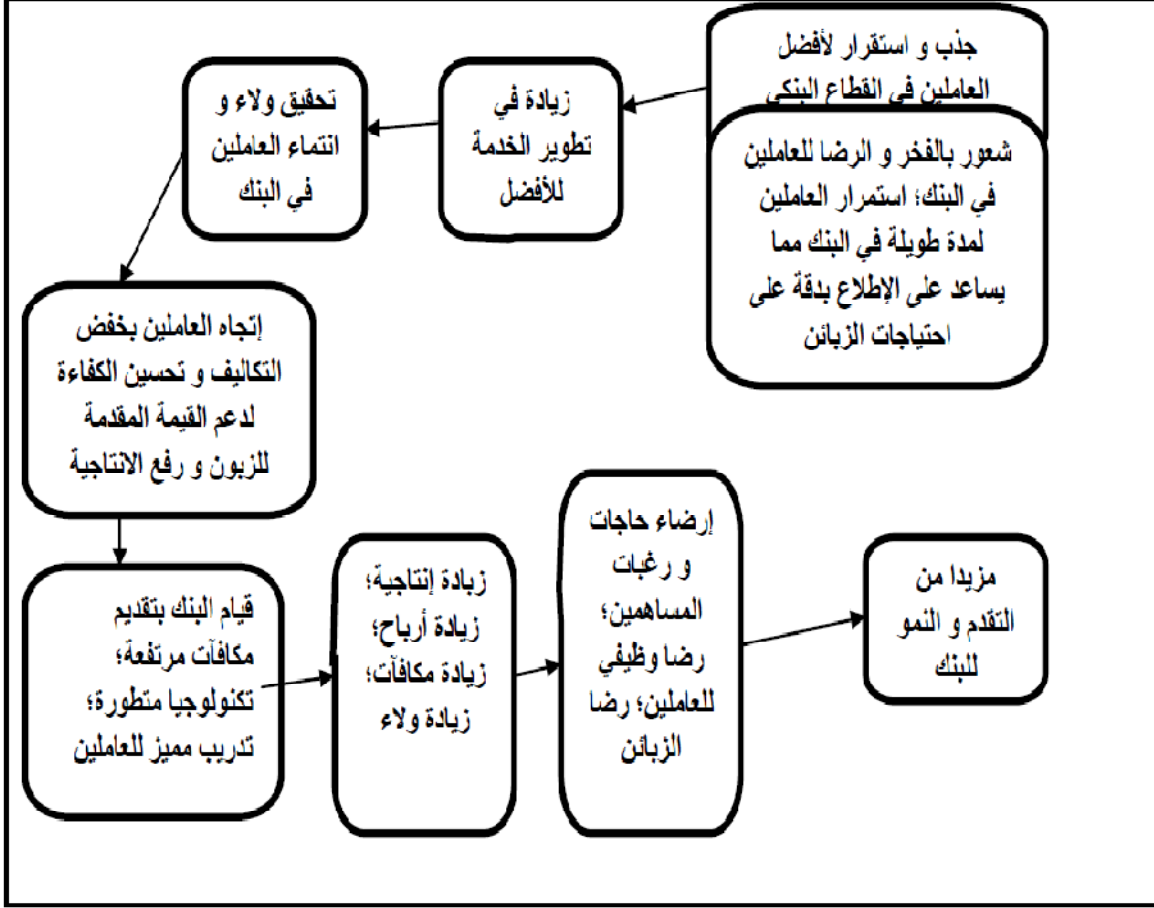 جذب و استقرار لأفضل
العاملين في القطاع البنكي
شعور بالفخر و الرضا للعاملين
في البنك؛ استمرار العاملين
لمدة طويلة في البنك مما
يساعد على الإطلاع بدقة على
احتياجات الزبائن
زيادة في
تطوير الخدمة
للأفضل
تحقيق ولاء و
انتماء العاملين
في البنك
إتجاه العاملين بخفض
التكاليف و تحسين الكفاءة
لدعم القيمة المقدمة
للزبون و رفع الانتاجية
قيام البنك بتقديم
مكافآت مرتفعة؛
تكنولوجيا متطورة؛
تدريب مميز للعاملين
زيادة إنتاجية؛
زيادة أرباح؛
زيادة مكافآت؛
زيادة ولاء
إرضاء حاجات
و رغبات
المساهمين؛
رضا وظيفي
للعاملين؛ رضا
الزبائن
مزيدا من
التقدم و النمو
للبنك